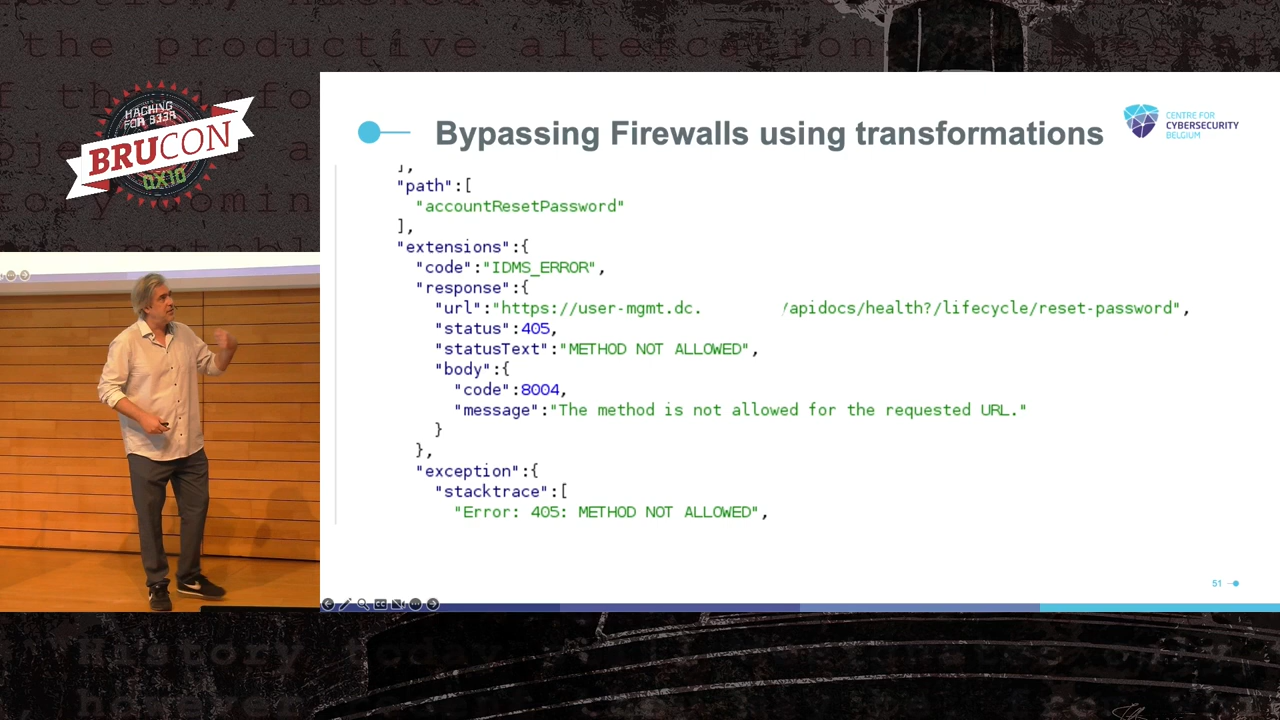 the productive altercation
HACKING
FOR B33R
BRUCON
0X10
Bypassing Firewalls using transformations
CENTRE FOR
CYBERSECURITY
BELGIUM
],
"path":[
"accountResetPassword"
],
"extensions":{
"code":"IDMS_ERROR",
"response":{
"url":"https://user-mgmt.dc. /apidocs/health?/lifecycle/reset-password",
"status":405,
"statusText":"METHOD NOT ALLOWED",
"body":{
"code":8004,
"message":"The method is not allowed for the requested URL."
}
},
"exception":{
"stacktrace":[
"Error: 405: METHOD NOT ALLOWED",
51
History today
however